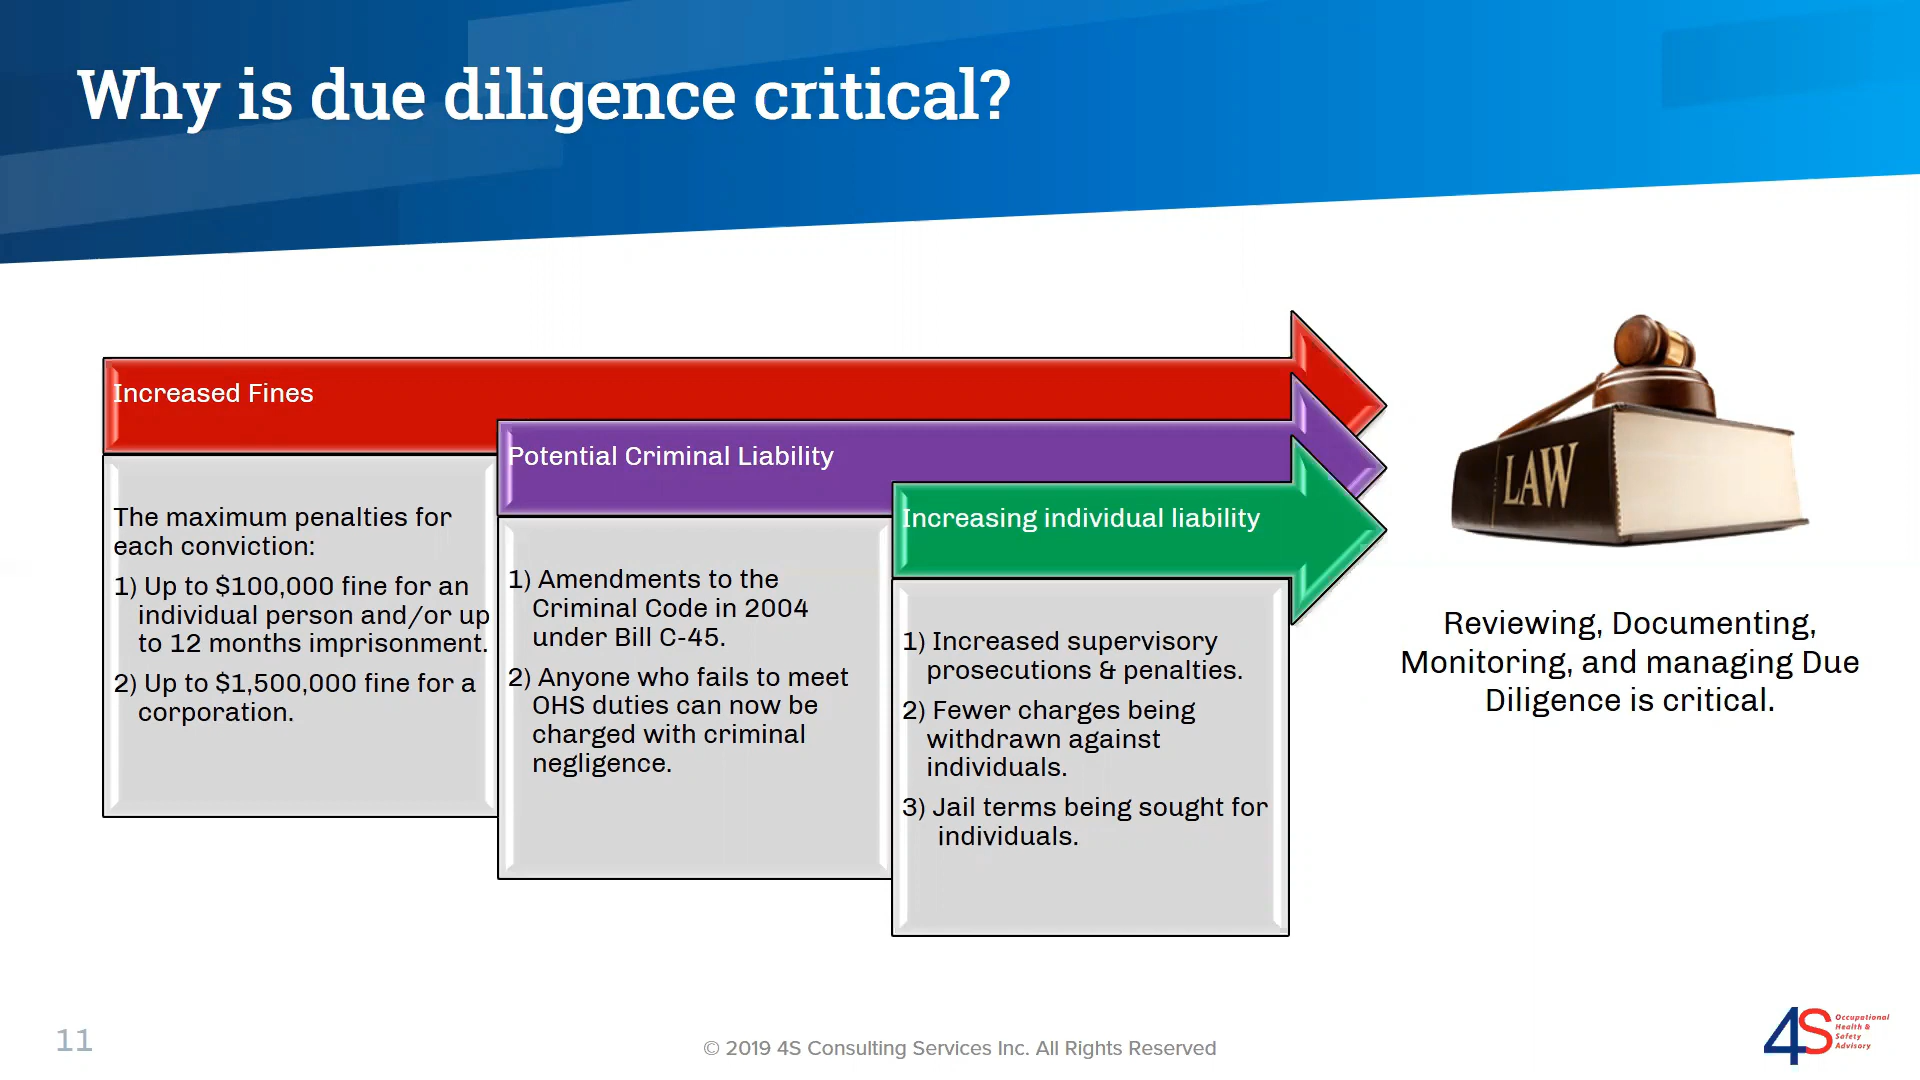 Why is due diligence critical?
Increased Fines
The maximum penalties for
each conviction:
1) Up to $100,000 fine for an
individual person and/or up
to 12 months imprisonment.
2) Up to $1,500,000 fine for a
corporation.
Potential Criminal Liability
1) Amendments to the
Criminal Code in 2004
under Bill C-45.
2) Anyone who fails to meet
OHS duties can now be
charged with criminal
negligence.
Increasing individual liability
1) Increased supervisory
prosecutions & penalties.
2) Fewer charges being
withdrawn against
individuals.
3) Jail terms being sought for
individuals.
LAW
Reviewing, Documenting,
Monitoring, and managing Due
Diligence is critical.
11
© 2019 4S Consulting Services Inc. All Rights Reserved
4S
Occupational
Health &
Safety
Advisory